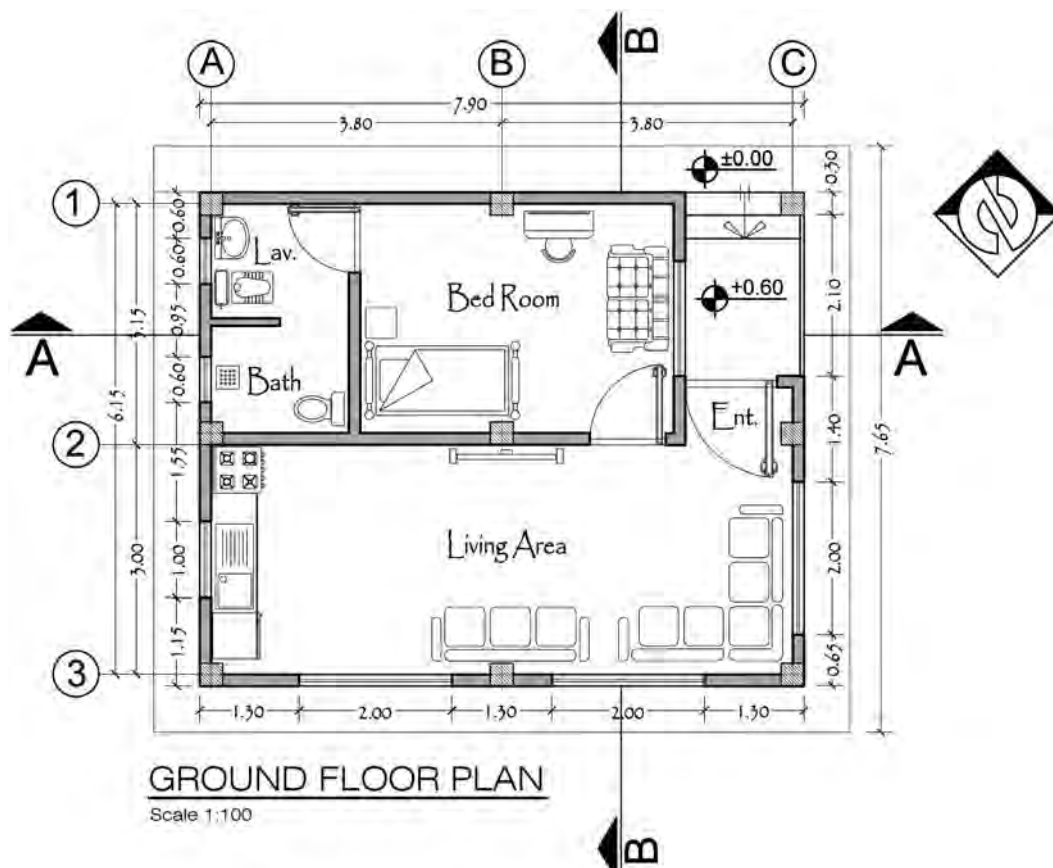 B
A
B
C
7.90
3.80
3.80
±0.00
0.30
1
0.60
Lav.
0.60
Bed Room
+0.60
2.10
3.15
0.95
A
A
Bath
0.60
6.15
Ent.
1.40
2
7.65
1.55
Living Area
3.00
1.00
2.00
1.15
0.65
3
1.30
2.00
1.30
2.00
1.30
GROUND FLOOR PLAN
Scale 1:100
B